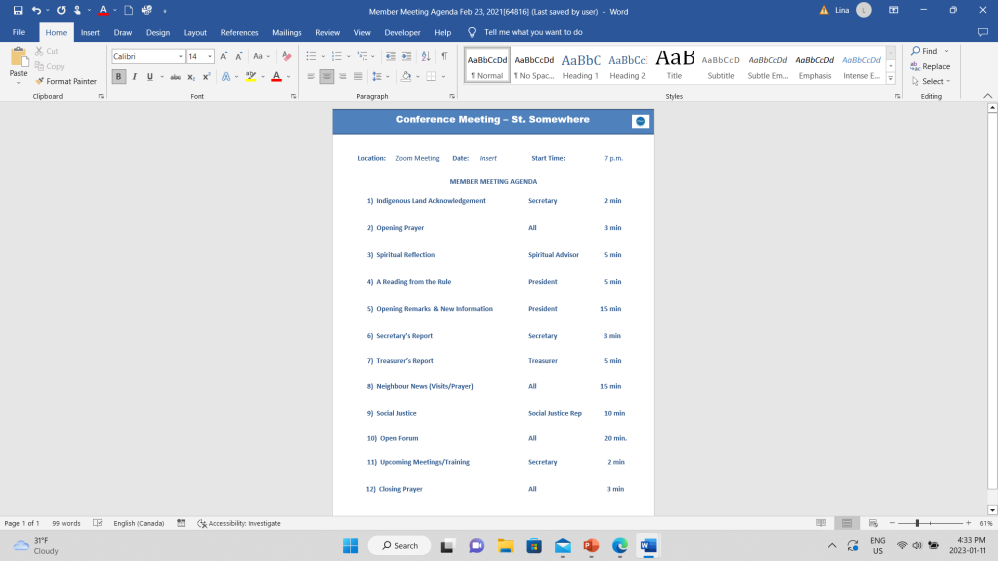 Member Meeting Agenda Feb 23, 2021[64816] (Last saved by user) - Word
Lina L
File Home Insert Draw Design Layout References Mailings Review View Developer Help Tell me what you want to do
Cut
Copy
Paste
Format Painter
Clipboard
Calibri 14
Font
Paragraph
AaBbCcDd AaBbCcDd AaBbC AaBbCc AaB AaBbCcD AaBbCcDd AaBbCcDd AaBbCcDd
¶ Normal ¶ No Spac... Heading 1 Heading 2 Title Subtitle Subtle Em... Emphasis Intense E...
Styles
Find
Replace
Select
Editing
Conference Meeting – St. Somewhere
Location: Zoom Meeting Date: Insert Start Time: 7 p.m.
MEMBER MEETING AGENDA
1) Indigenous Land Acknowledgement Secretary 2 min
2) Opening Prayer All 3 min
3) Spiritual Reflection Spiritual Advisor 5 min
4) A Reading from the Rule President 5 min
5) Opening Remarks & New Information President 15 min
6) Secretary's Report Secretary 3 min
7) Treasurer's Report Treasurer 5 min
8) Neighbour News (Visits/Prayer) All 15 min
9) Social Justice Social Justice Rep 10 min
10) Open Forum All 20 min.
11) Upcoming Meetings/Training Secretary 2 min
12) Closing Prayer All 3 min
Page 1 of 1 99 words English (Canada) Accessibility: Investigate 61%
31°F
Cloudy
Search
ENG
US
4:33 PM
2023-01-11